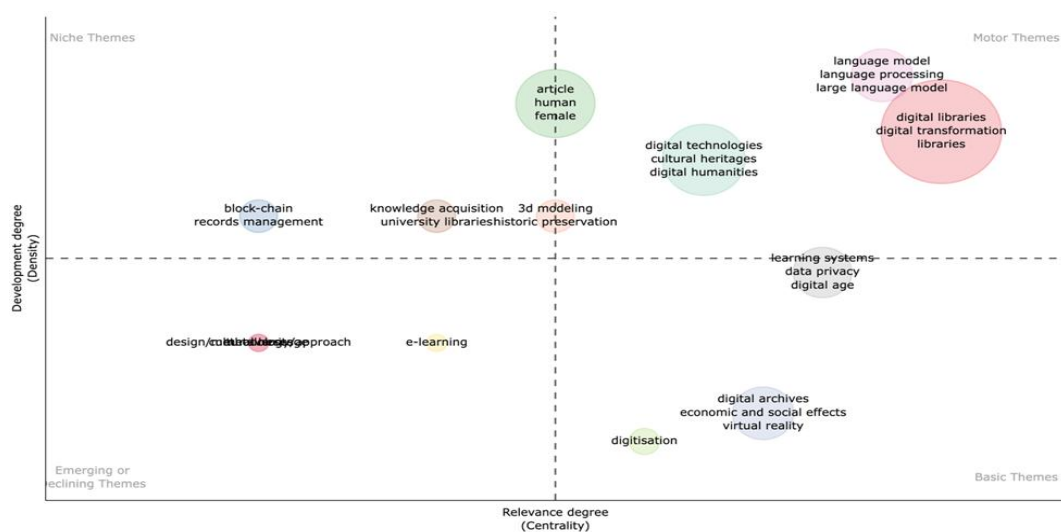 Niche Themes
Motor Themes
language model
language processing
large language model
article
human
female
digital libraries
digital transformation
libraries
digital technologies
cultural heritages
digital humanities
block-chain
records management
knowledge acquisition
university libraries
3d modeling
historic preservation
learning systems
data privacy
digital age
design/
approach
e-learning
digital archives
economic and social effects
virtual reality
digitisation
Emerging or
Declining Themes
Basic Themes
Development degree
(Density)
Relevance degree
(Centrality)